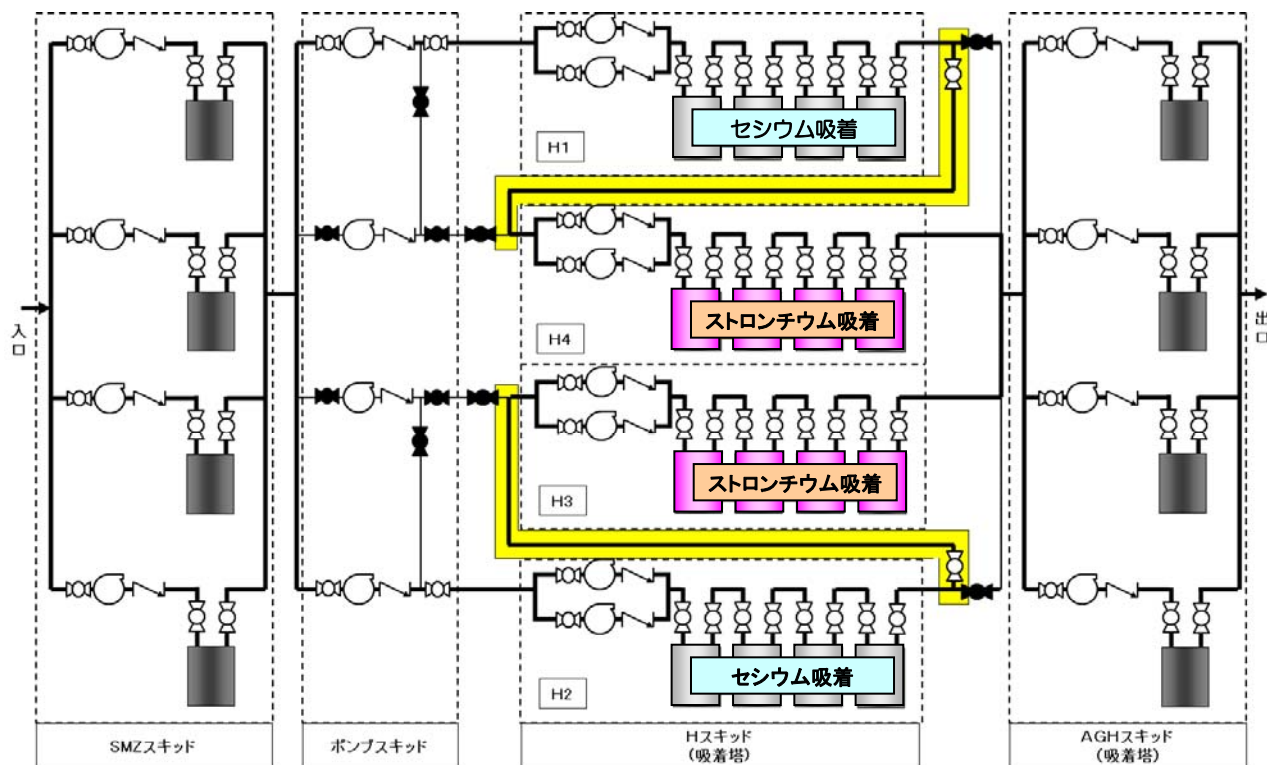 セシウム吸着
H1
入口
ストロンチウム吸着
出口
H4
ストロンチウム吸着
H3
セシウム吸着
H2
SMZスキッド
ポンプスキッド
Hスキッド
(吸着塔)
AGHスキッド
(吸着塔)